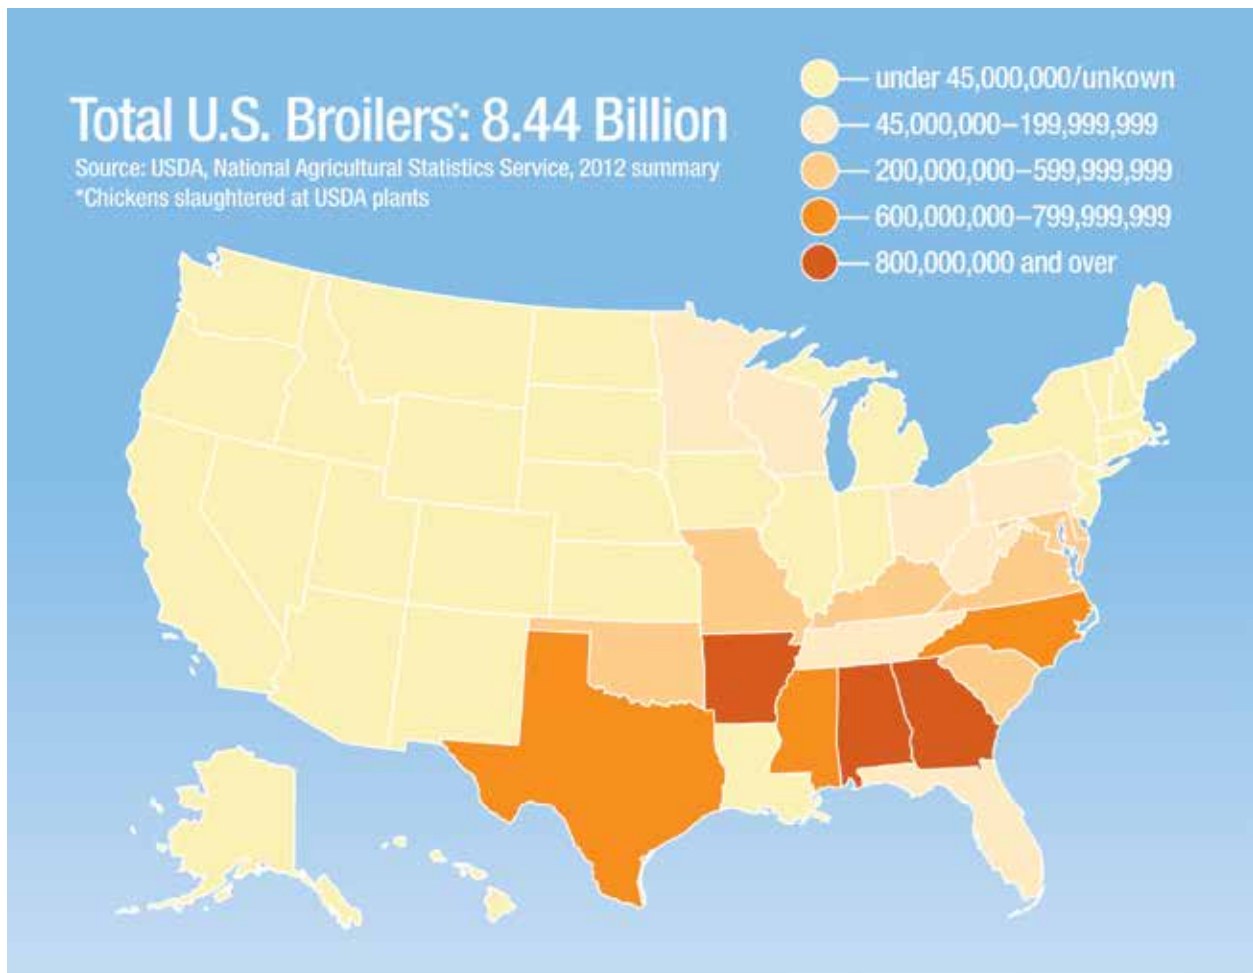 Total U.S. Broilers*: 8.44 Billion
Source: USDA, National Agricultural Statistics Service, 2012 summary
*Chickens slaughtered at USDA plants
under 45,000,000/unkown
45,000,000–199,999,999
200,000,000–599,999,999
600,000,000–799,999,999
800,000,000 and over